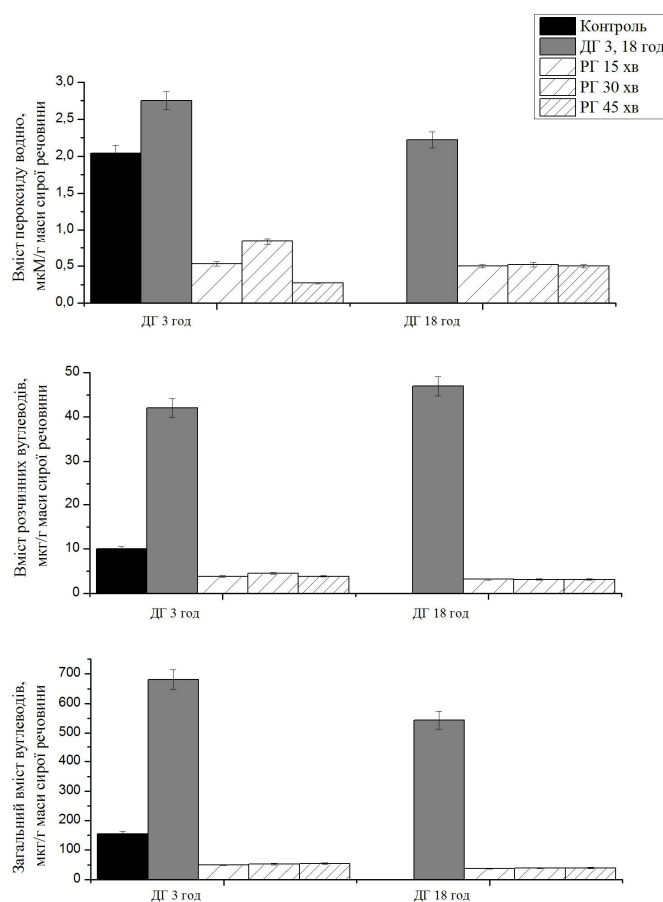 Контроль
ДГ 3, 18 год
РГ 15 хв
РГ 30 хв
РГ 45 хв
Вміст пероксиду водню,
мкМ/г маси сирої речовини
3,0
2,5
2,0
1,5
1,0
0,5
0,0
ДГ 3 год
ДГ 18 год
Вміст розчинних вуглеводів,
мкг/г маси сирої речовини
50
40
30
20
10
0
ДГ 3 год
ДГ 18 год
Загальний вміст вуглеводів,
мкг/г маси сирої речовини
700
600
500
400
300
200
100
0
ДГ 3 год
ДГ 18 год